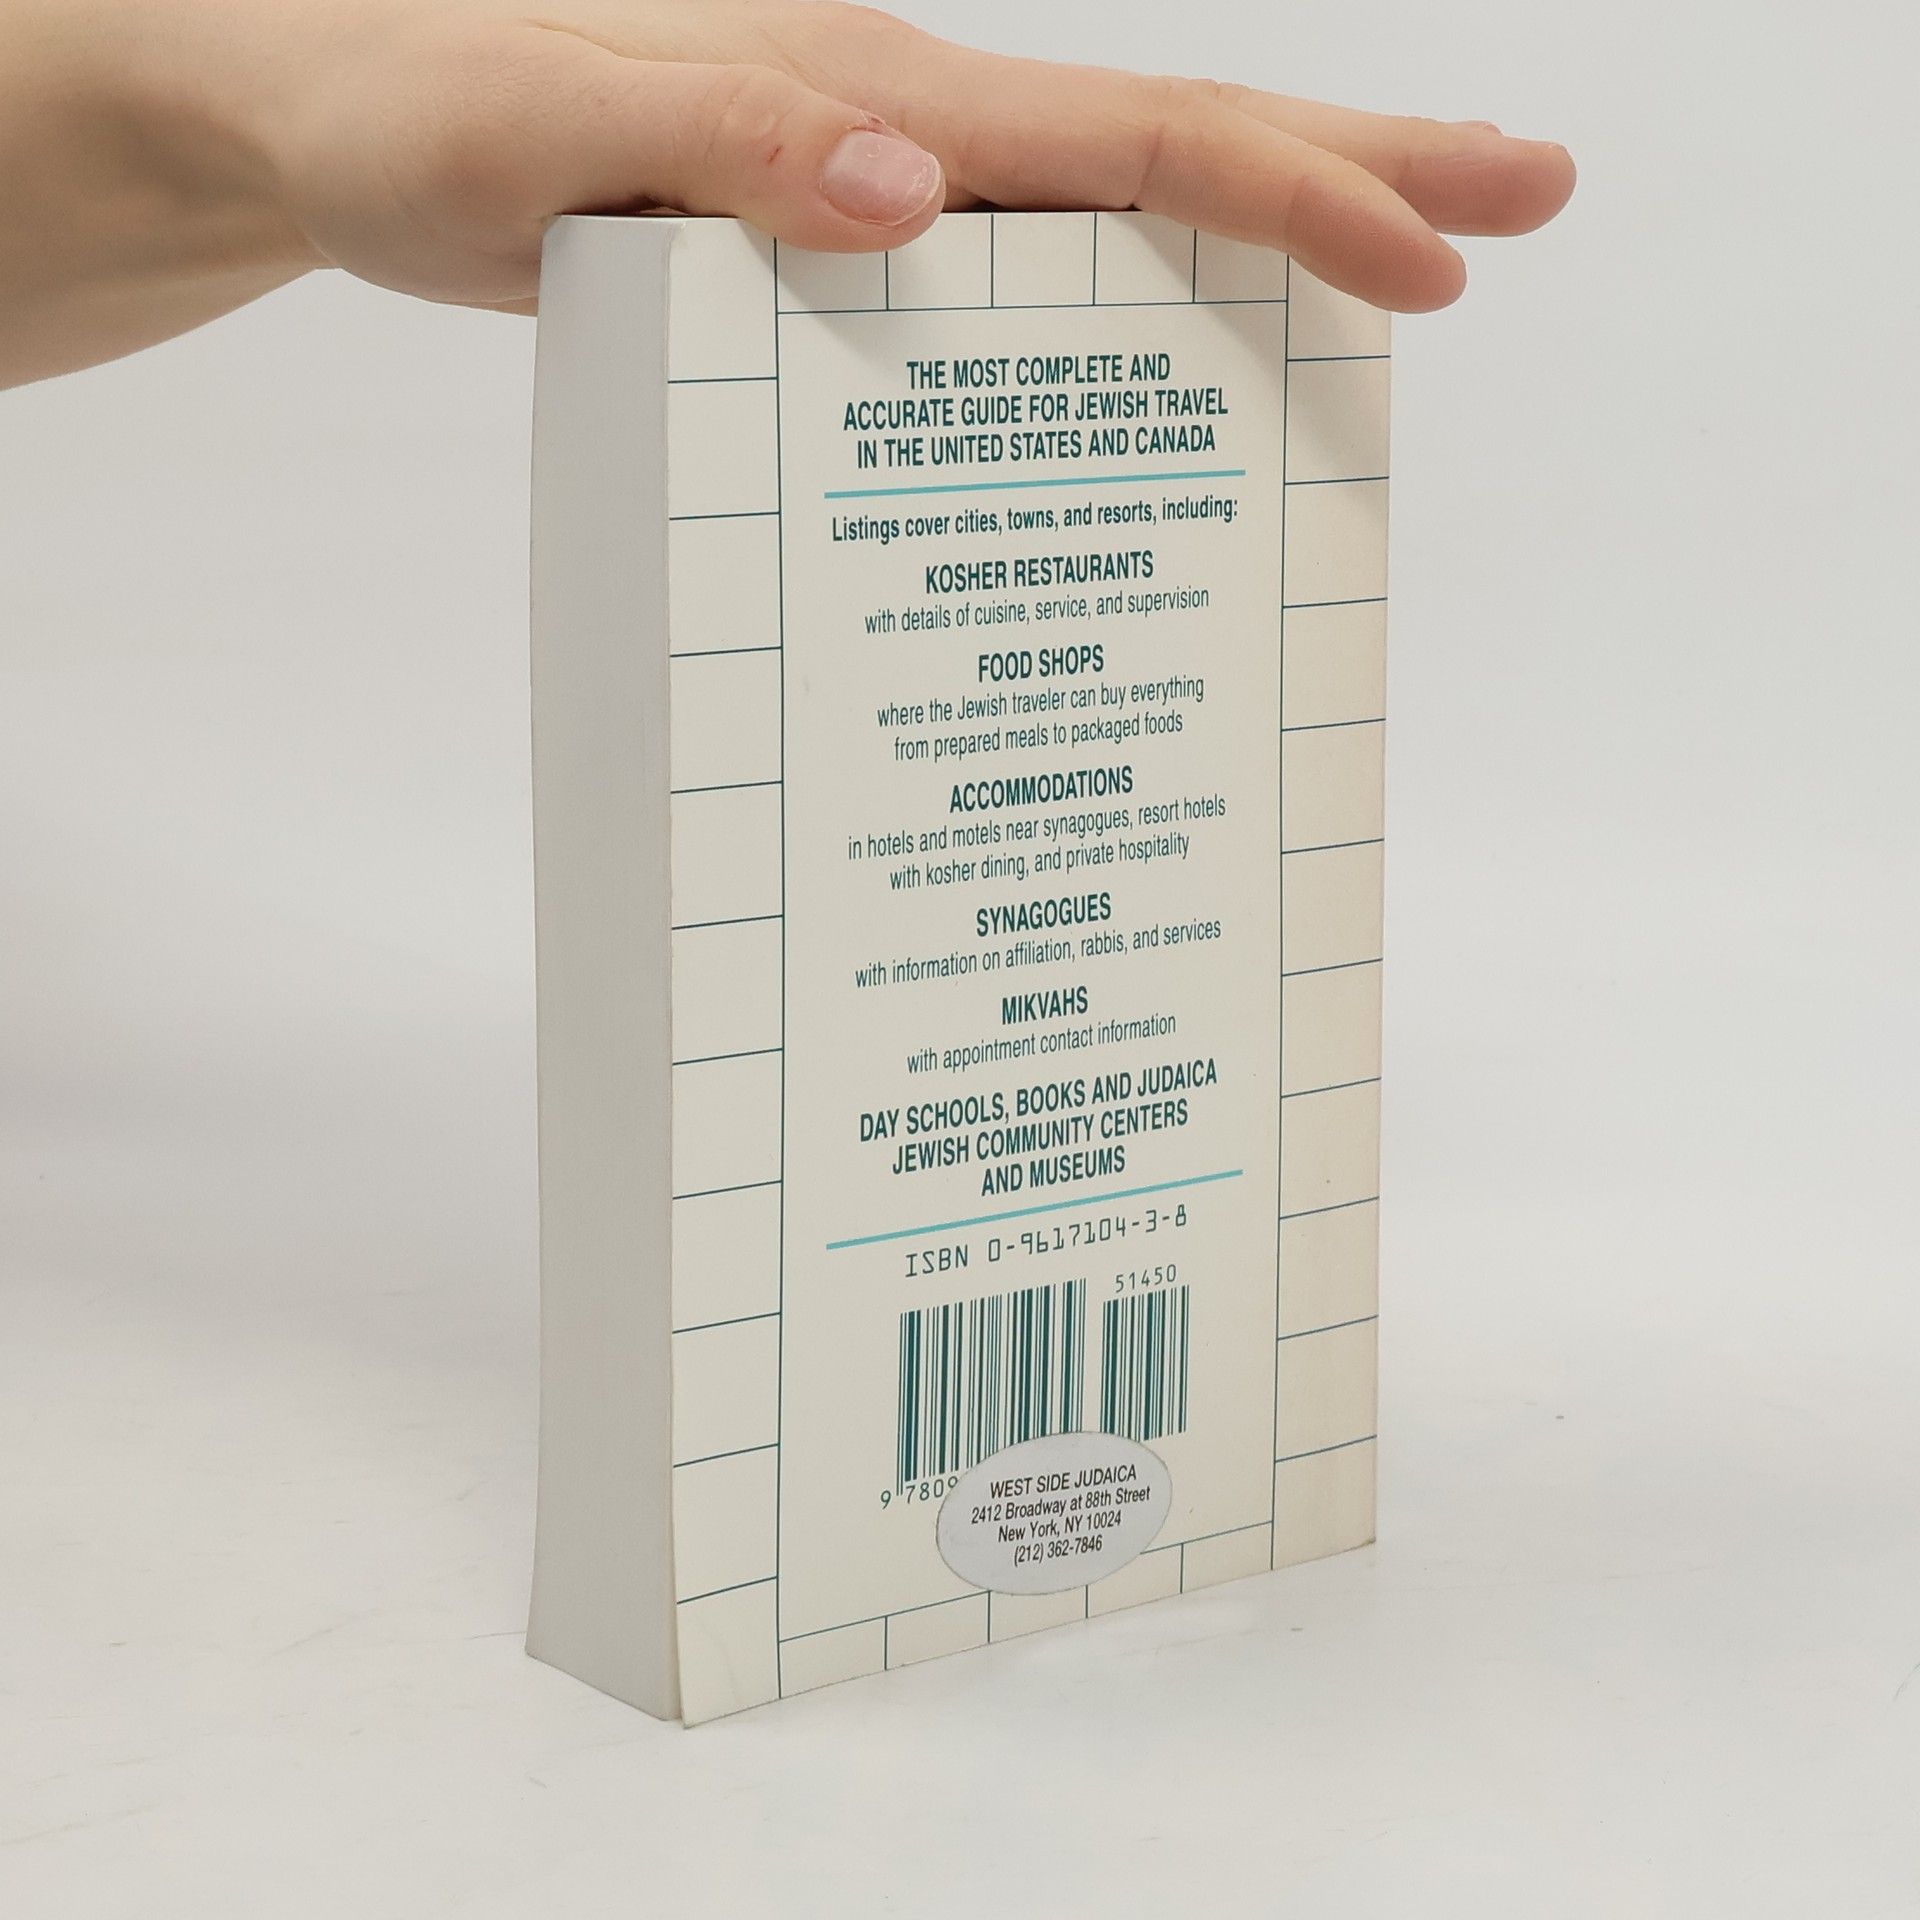 THE MOST COMPLETE AND
ACCURATE GUIDE FOR JEWISH TRAVEL
IN THE UNITED STATES AND CANADA
Listings cover cities, towns, and resorts, including:
KOSHER RESTAURANTS
with details of cuisine, service, and supervision
FOOD SHOPS
where the Jewish traveler can buy everything
from prepared meals to packaged foods
ACCOMMODATIONS
in hotels and motels near synagogues, resort hotels
with kosher dining, and private hospitality
SYNAGOGUES
with information on affiliation, rabbis, and services
MIKVAHS
with appointment contact information
DAY SCHOOLS, BOOKS AND JUDAICA
JEWISH COMMUNITY CENTERS
AND MUSEUMS
ISBN 0-9617104-3-8
51450
9 7809
WEST SIDE JUDAICA
2412 Broadway at 88th Street
New York, NY 10024
(212) 362-7846